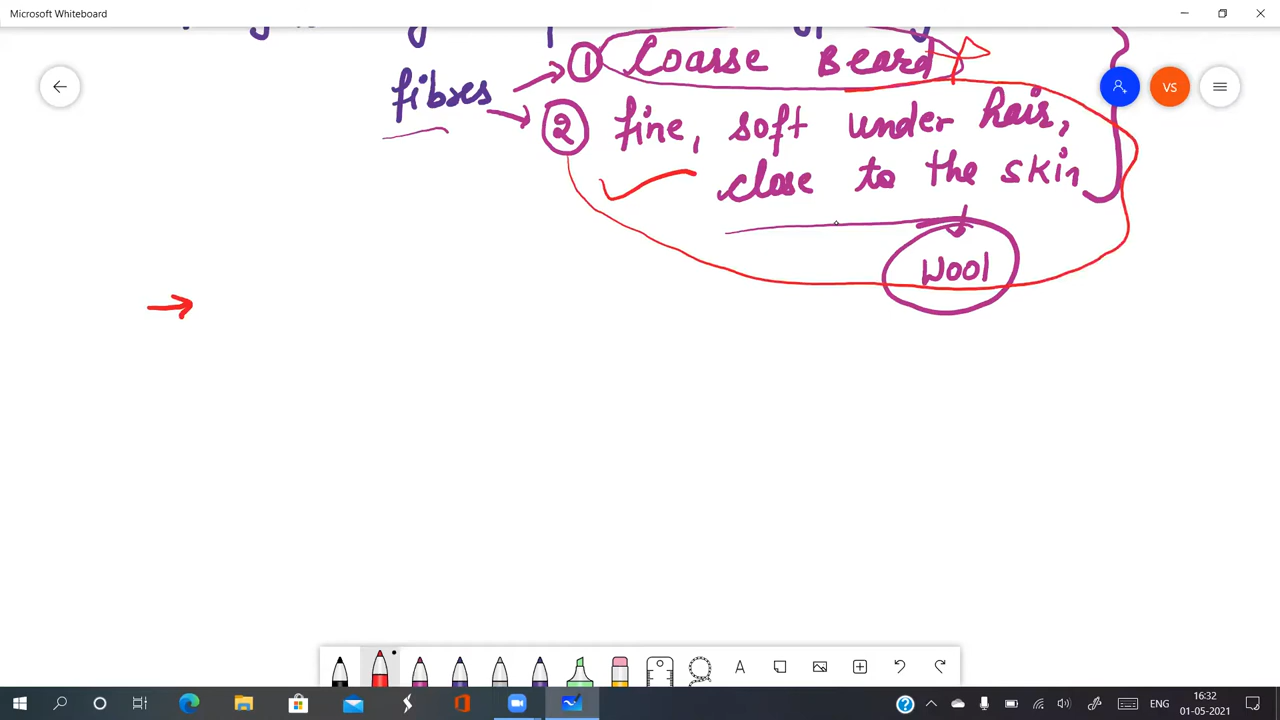 Microsoft Whiteboard
① Coasse Beard
VS
fibres
② fine, soft under hair,
close to the skin
Wool
A
?
ENG
16:32
01-05-2021